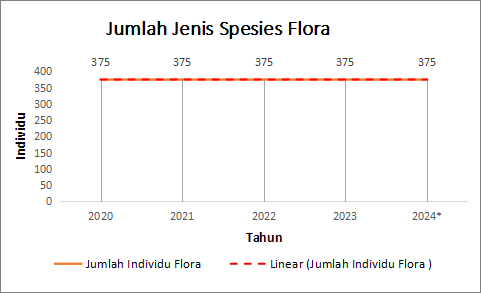 Jumlah Jenis Spesies Flora
375 375 375 375 375
400
350
300
250
200
150
100
50
0
Individu
2020 2021 2022 2023 2024*
Tahun
Jumlah Individu Flora Linear (Jumlah Individu Flora )